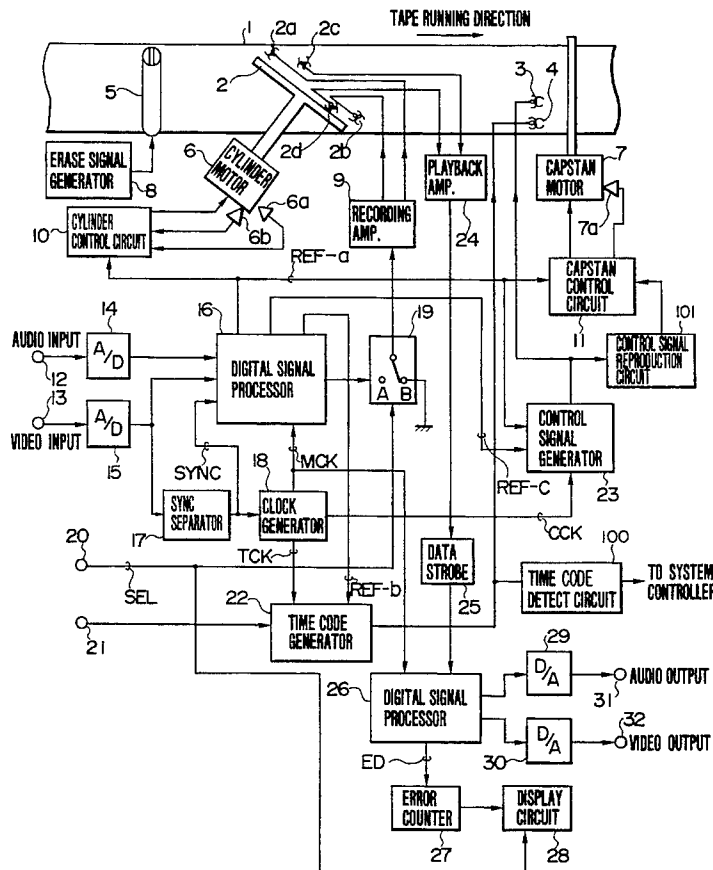 TAPE RUNNING DIRECTION
1
2a
2c
2
5
3
4
2d
2b
6
CYLINDER
MOTOR
ERASE SIGNAL
GENERATOR
8
6a
6b
9
RECORDING
AMP.
PLAYBACK
AMP.
24
7
CAPSTAN
MOTOR
7a
10
CYLINDER
CONTROL CIRCUIT
REF-a
CAPSTAN
CONTROL
CIRCUIT
11
101
CONTROL SIGNAL
REPRODUCTION
CIRCUIT
14
AUDIO INPUT
12
A/D
16
DIGITAL SIGNAL
PROCESSOR
19
A
B
13
VIDEO INPUT
A/D
15
SYNC
MCK
REF-C
CONTROL
SIGNAL
GENERATOR
23
SYNC
SEPARATOR
17
18
CLOCK
GENERATOR
CCK
20
SEL
TCK
REF-b
DATA
STROBE
25
100
TIME CODE
DETECT CIRCUIT
TO SYSTEM
CONTROLLER
21
22
TIME CODE
GENERATOR
29
D/A
AUDIO OUTPUT
31
26
DIGITAL SIGNAL
PROCESSOR
32
D/A
VIDEO OUTPUT
30
ED
ERROR
COUNTER
27
DISPLAY
CIRCUIT
28